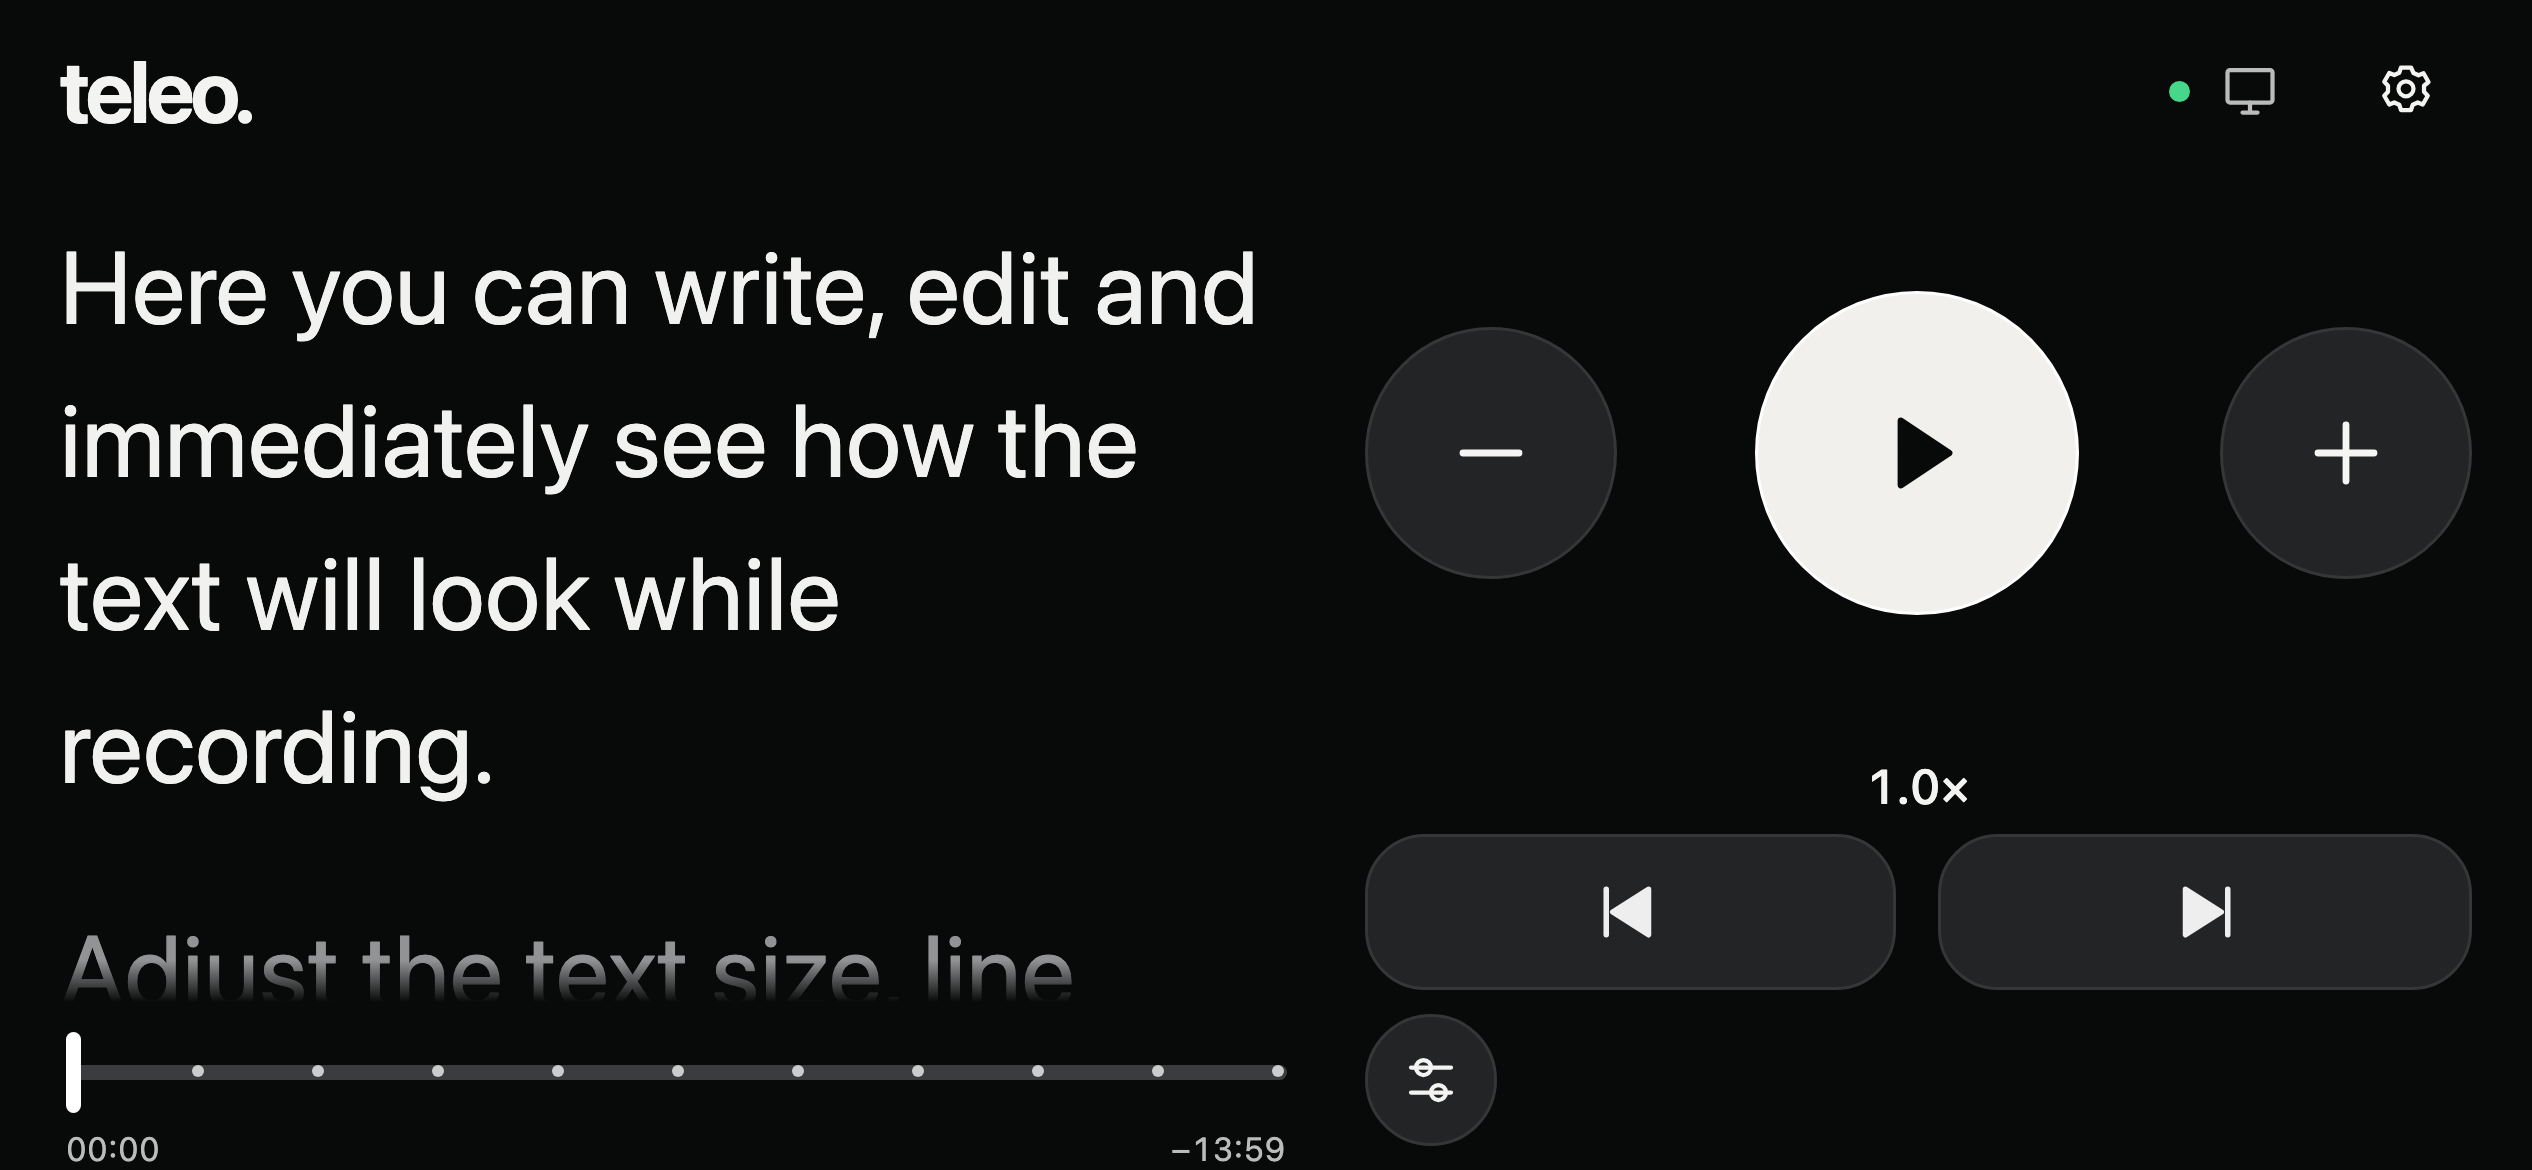 teleo.
Here you can write, edit and
immediately see how the
text will look while
recording.
Adjust the text size, line
00:00
−13:59
1.0×